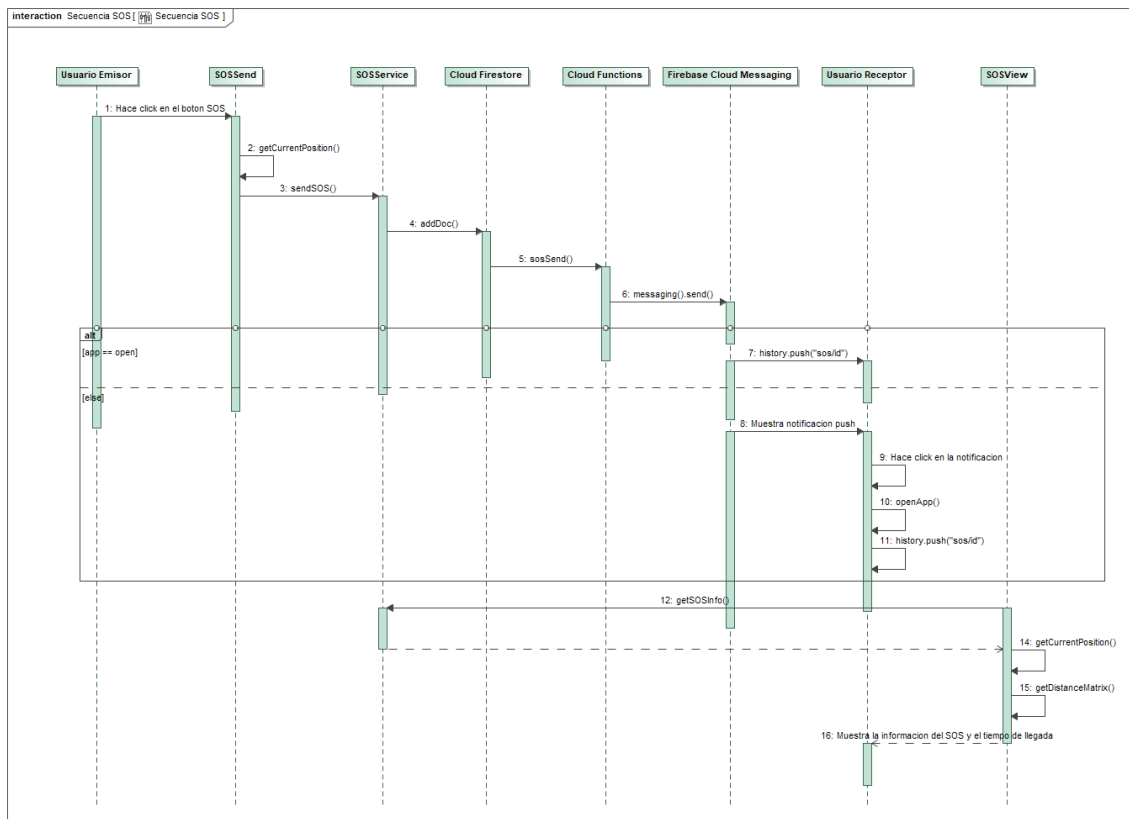 interaction Secuencia SOS [ Secuencia SOS ]
Usuario Emisor
SOSSend
SOSService
Cloud Firestore
Cloud Functions
Firebase Cloud Messaging
Usuario Receptor
SOSView
1: Hace click en el boton SOS
2: getCurrentPosition()
3: sendSOS()
4: addDoc()
5: sosSend()
6: messaging().send()
alt
[app == open]
7: history.push("sos/id")
[else]
8: Muestra notificacion push
9: Hace click en la notificacion
10: openApp()
11: history.push("sos/id")
12: getSOSInfo()
14: getCurrentPosition()
15: getDistanceMatrix()
16: Muestra la informacion del SOS y el tiempo de llegada